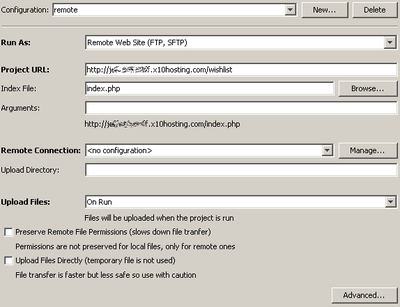 Configuration: remote New... Delete
Run As: Remote Web Site (FTP, SFTP)
Project URL: http://j .x10hosting.com/wishlist
Index File: index.php Browse...
Arguments:
http://j .x10hosting.com/index.php
Remote Connection: <no configuration> Manage...
Upload Directory:
Upload Files: On Run
Files will be uploaded when the project is run
Preserve Remote File Permissions (slows down file tranfer)
Permissions are not preserved for local files, only for remote ones
Upload Files Directly (temporary file is not used)
File transfer is faster but less safe so use with caution
Advanced...